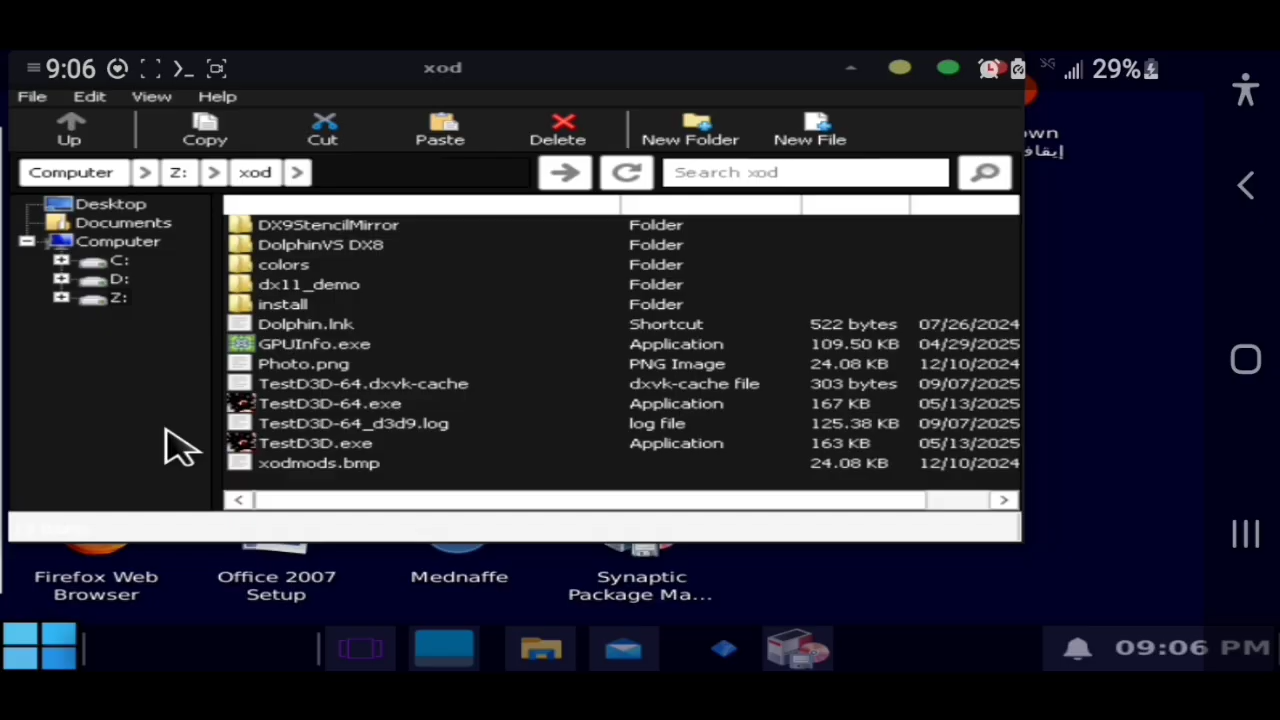 9:06
xod
29%
File Edit View Help
Up Copy Cut Paste Delete New Folder New File
Computer Z: xod Search xod
Desktop
Documents
Computer
C:
D:
Z:
DX9StencilMirror Folder
DolphinVS DX8 Folder
colors Folder
dx11_demo Folder
install Folder
Dolphin.lnk Shortcut 522 bytes 07/26/2024
GPUInfo.exe Application 109.50 KB 04/29/2025
Photo.png PNG Image 24.08 KB 12/10/2024
TestD3D-64.dxvk-cache dxvk-cache file 303 bytes 09/07/2025
TestD3D-64.exe Application 167 KB 05/13/2025
TestD3D-64_d3d9.log log file 125.38 KB 09/07/2025
TestD3D.exe Application 163 KB 05/13/2025
xodmods.bmp 24.08 KB 12/10/2024
own
إيقاف
Firefox Web
Browser
Office 2007
Setup
Mednaffe
Synaptic
Package Ma...
09:06 PM